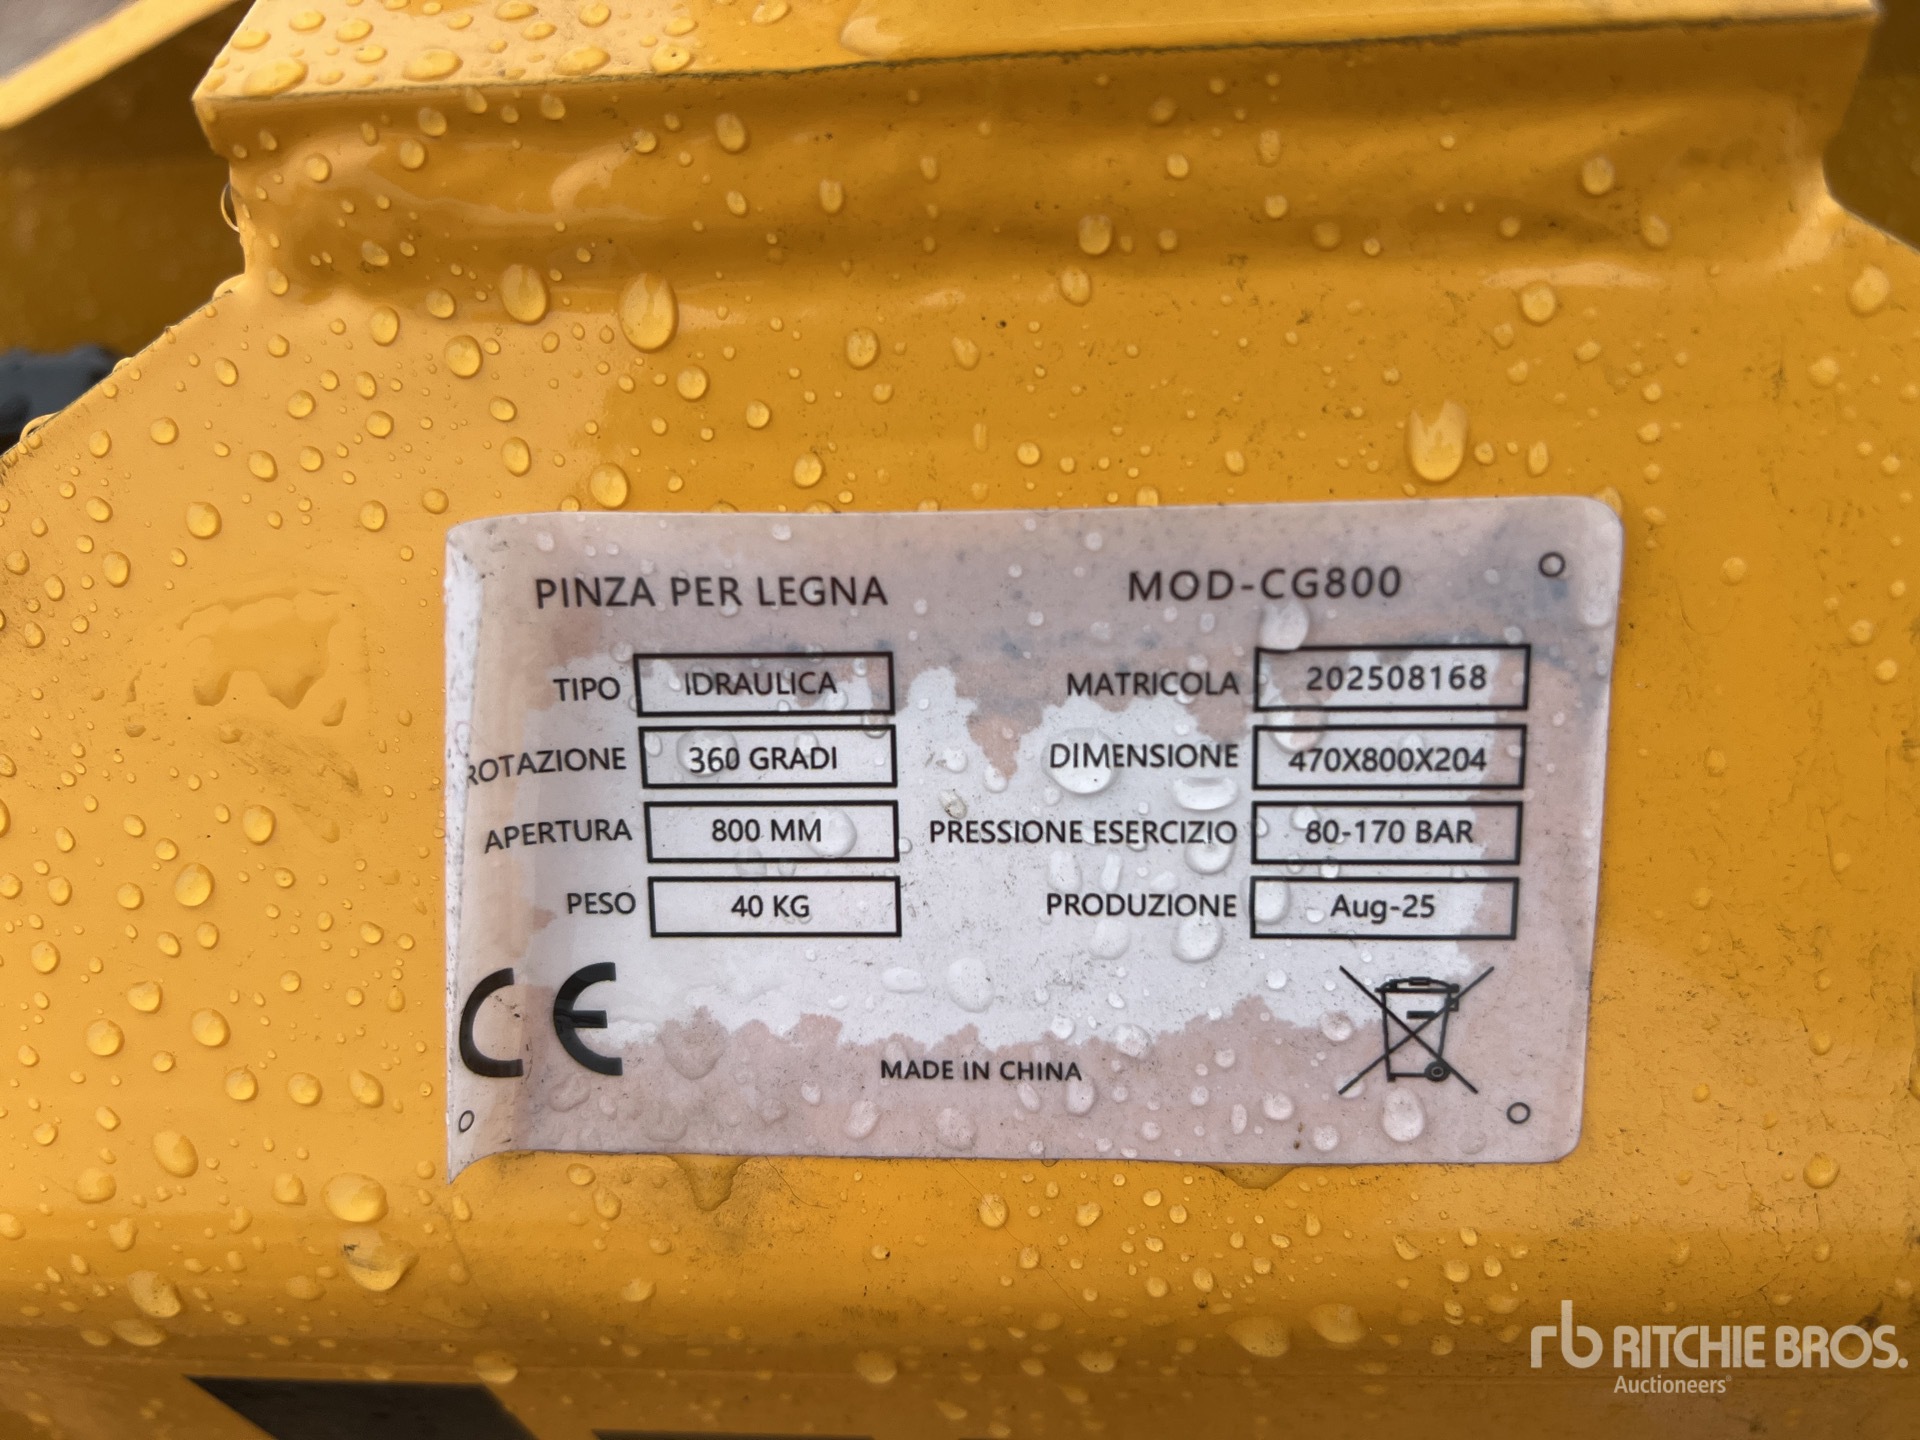 PINZA PER LEGNA MOD-CG800
TIPO IDRAULICA MATRICOLA 202508168
ROTAZIONE 360 GRADI DIMENSIONE 470X800X204
APERTURA 800 MM PRESSIONE ESERCIZIO 80-170 BAR
PESO 40 KG PRODUZIONE Aug-25
CE
MADE IN CHINA
rb RITCHIE BROS.
Auctioneers